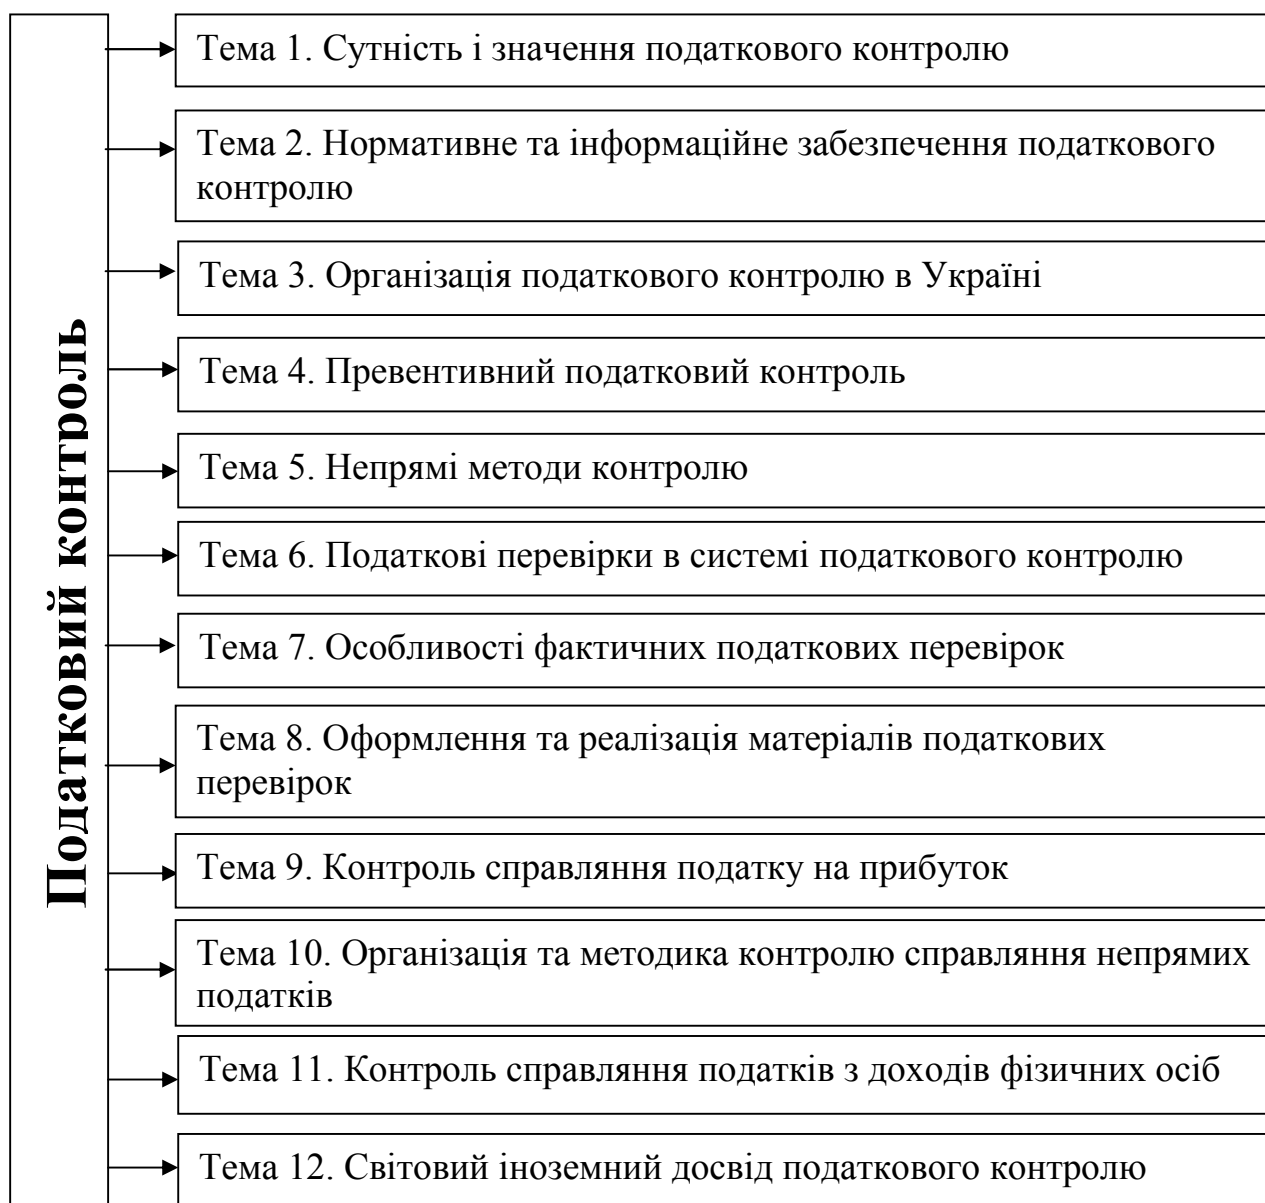 Податковий контроль
Тема 1. Сутність і значення податкового контролю
Тема 2. Нормативне та інформаційне забезпечення податкового
контролю
Тема 3. Організація податкового контролю в Україні
Тема 4. Превентивний податковий контроль
Тема 5. Непрямі методи контролю
Тема 6. Податкові перевірки в системі податкового контролю
Тема 7. Особливості фактичних податкових перевірок
Тема 8. Оформлення та реалізація матеріалів податкових
перевірок
Тема 9. Контроль справляння податку на прибуток
Тема 10. Організація та методика контролю справляння непрямих
податків
Тема 11. Контроль справляння податків з доходів фізичних осіб
Тема 12. Світовий іноземний досвід податкового контролю